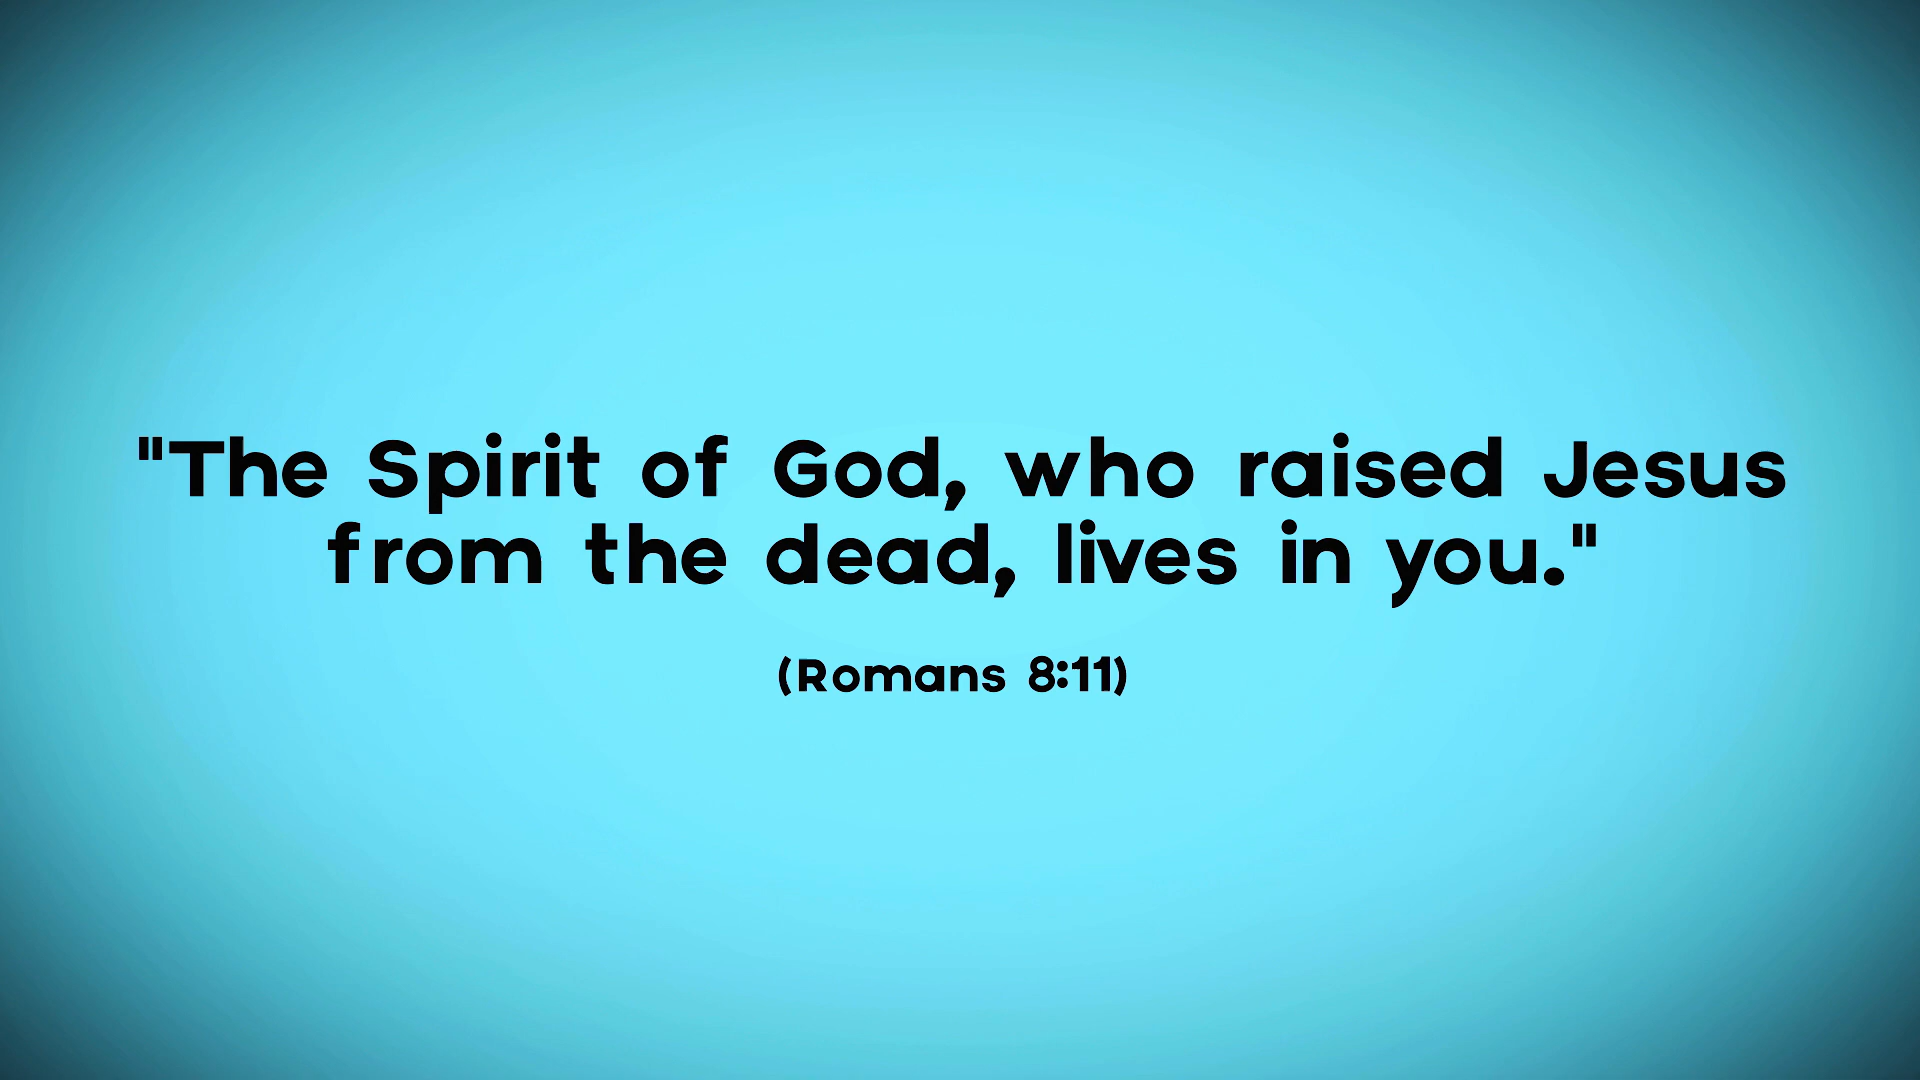 "The Spirit of God, who raised Jesus
from the dead, lives in you."
(Romans 8:11)